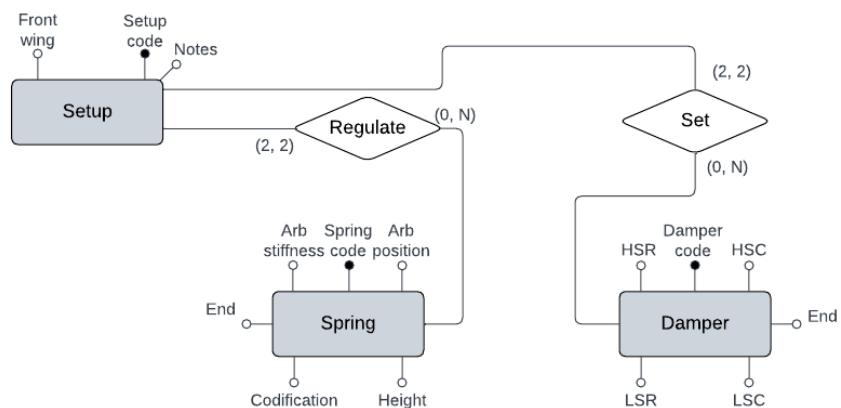 Front
wing
Setup
code
Notes
Setup
(2, 2)
Regulate
(0, N)
(2, 2)
Set
(0, N)
Arb
stiffness
Spring
code
Arb
position
End
Spring
Codification
Height
Damper
code
HSR
HSC
Damper
End
LSR
LSC